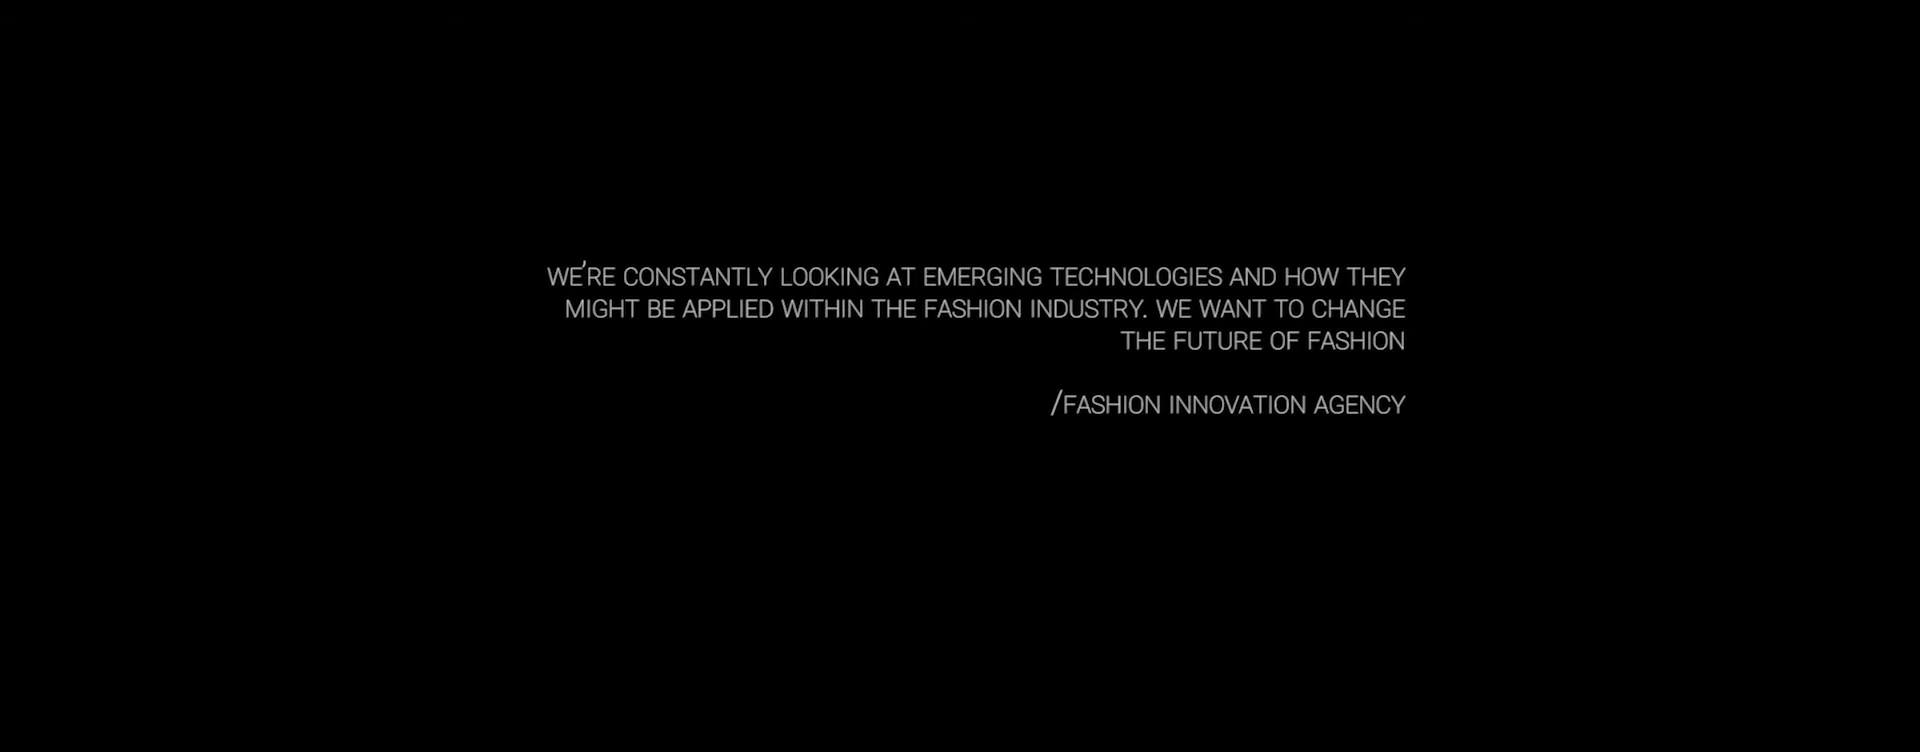 WE'RE CONSTANTLY LOOKING AT EMERGING TECHNOLOGIES AND HOW THEY
MIGHT BE APPLIED WITHIN THE FASHION INDUSTRY. WE WANT TO CHANGE
THE FUTURE OF FASHION
/FASHION INNOVATION AGENCY